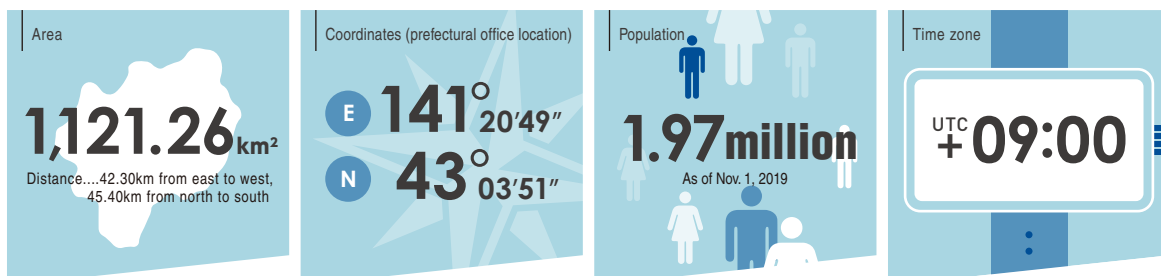 Area
1,121.26km²
Distance....42.30km from east to west,
45.40km from north to south
Coordinates (prefectural office location)
E 141° 20′49″
N 43° 03′51″
Population
1.97million
As of Nov. 1, 2019
Time zone
UTC
+09:00